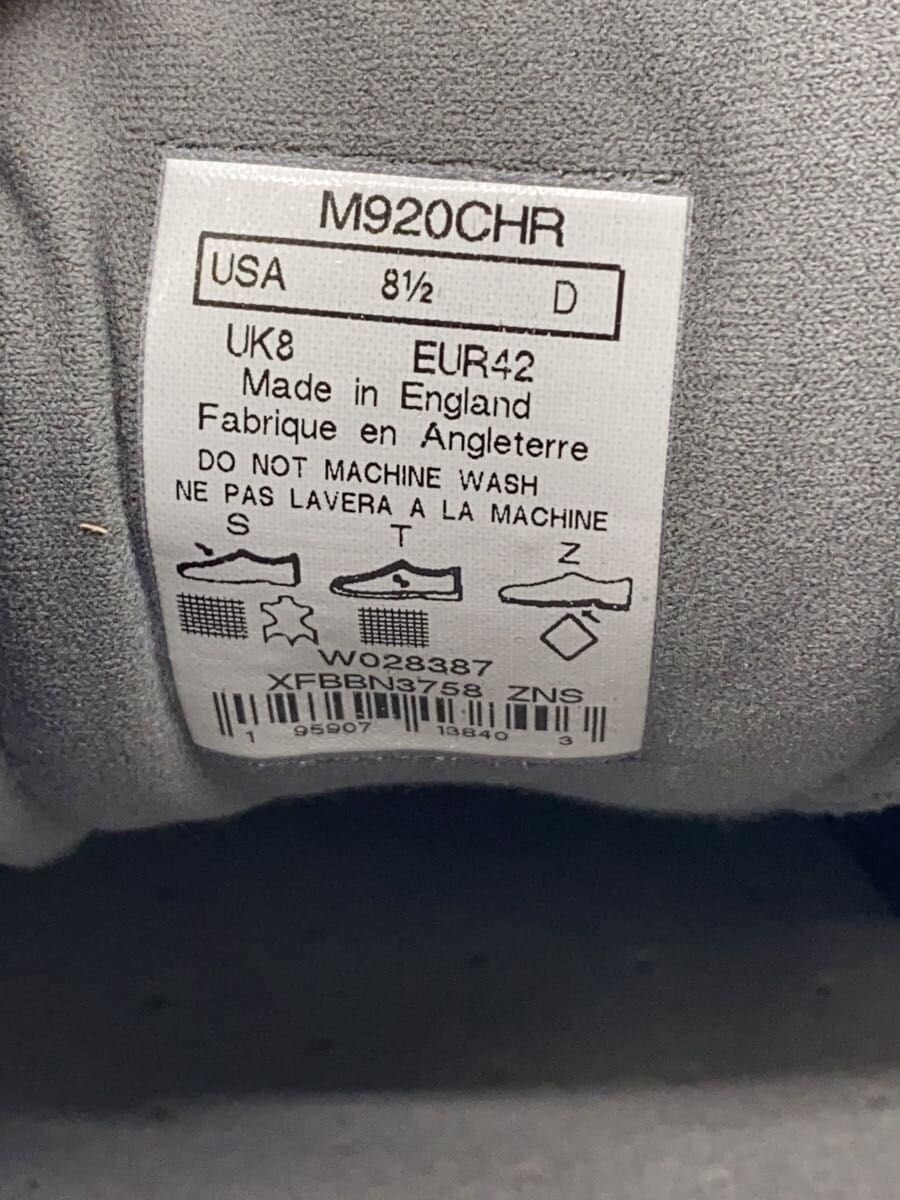 M920CHR
USA 8½ D
UK8 EUR42
Made in England
Fabrique en Angleterre
DO NOT MACHINE WASH
NE PAS LAVERA A LA MACHINE
S T Z
W028387
XFBBN3758 ZNS
1 95907 13840 3